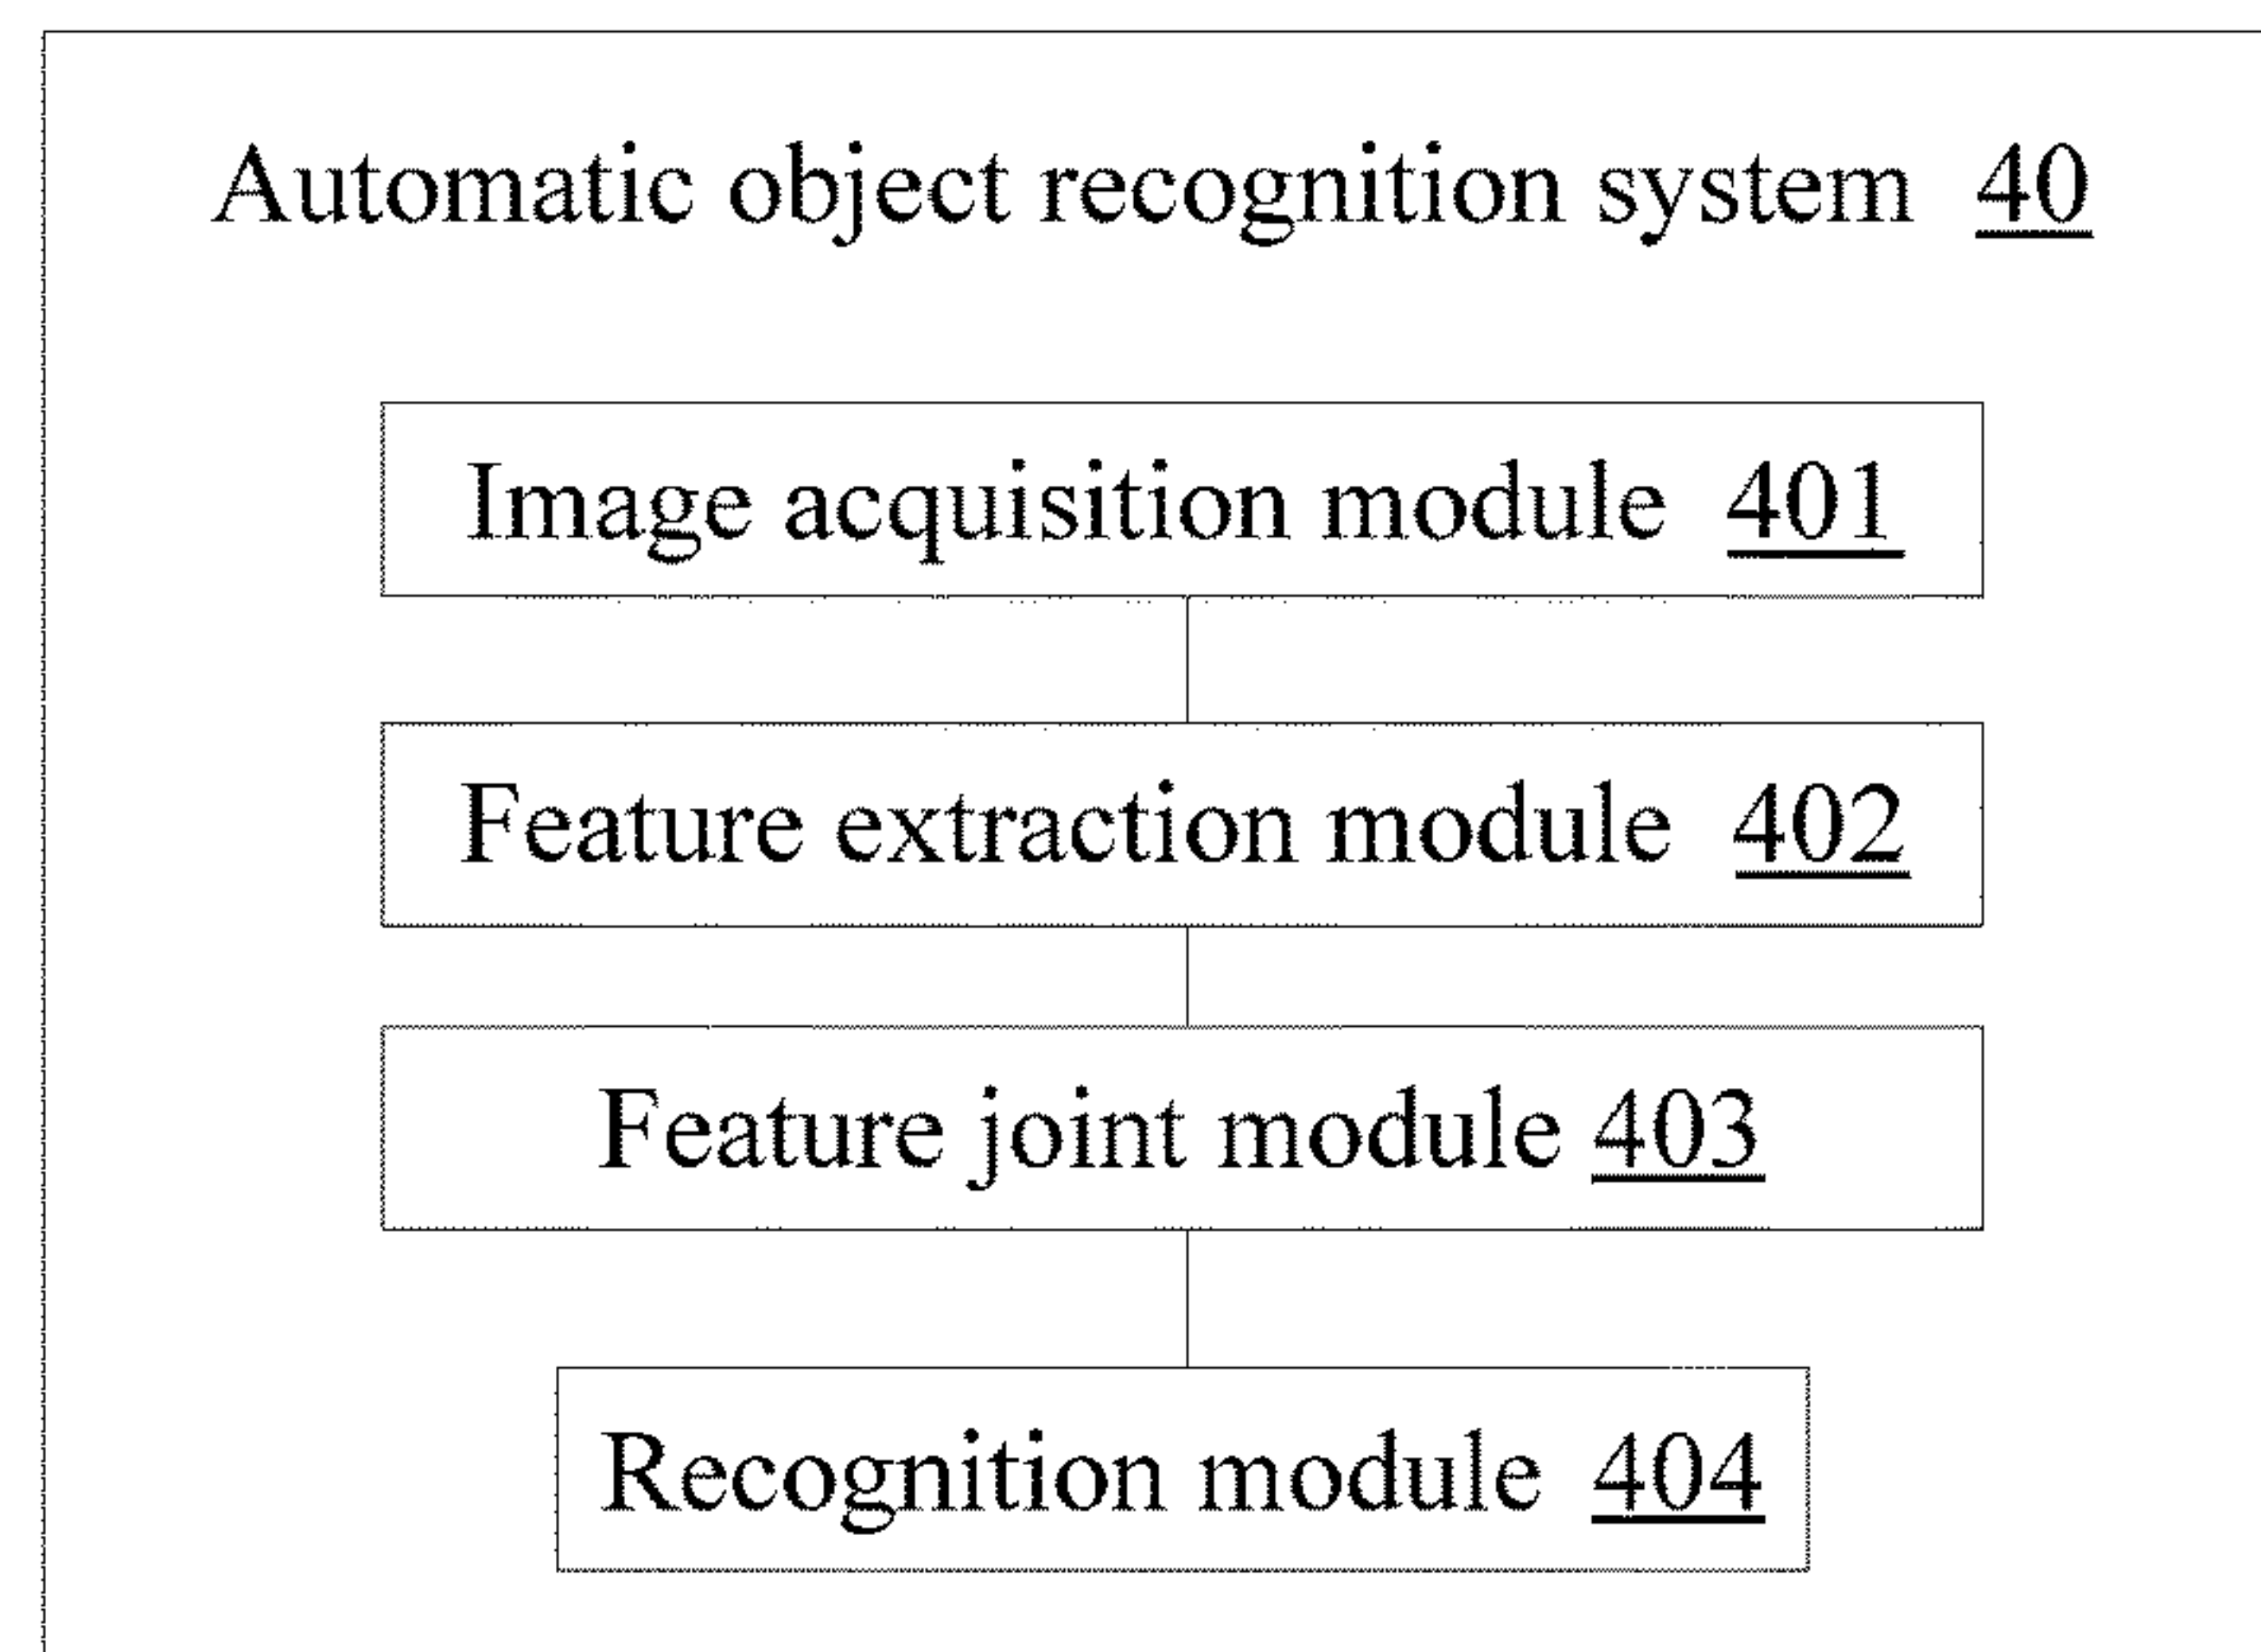 Automatic object recognition system 40
Image acquisition module 401
Feature extraction module 402
Feature joint module 403
Recognition module 404